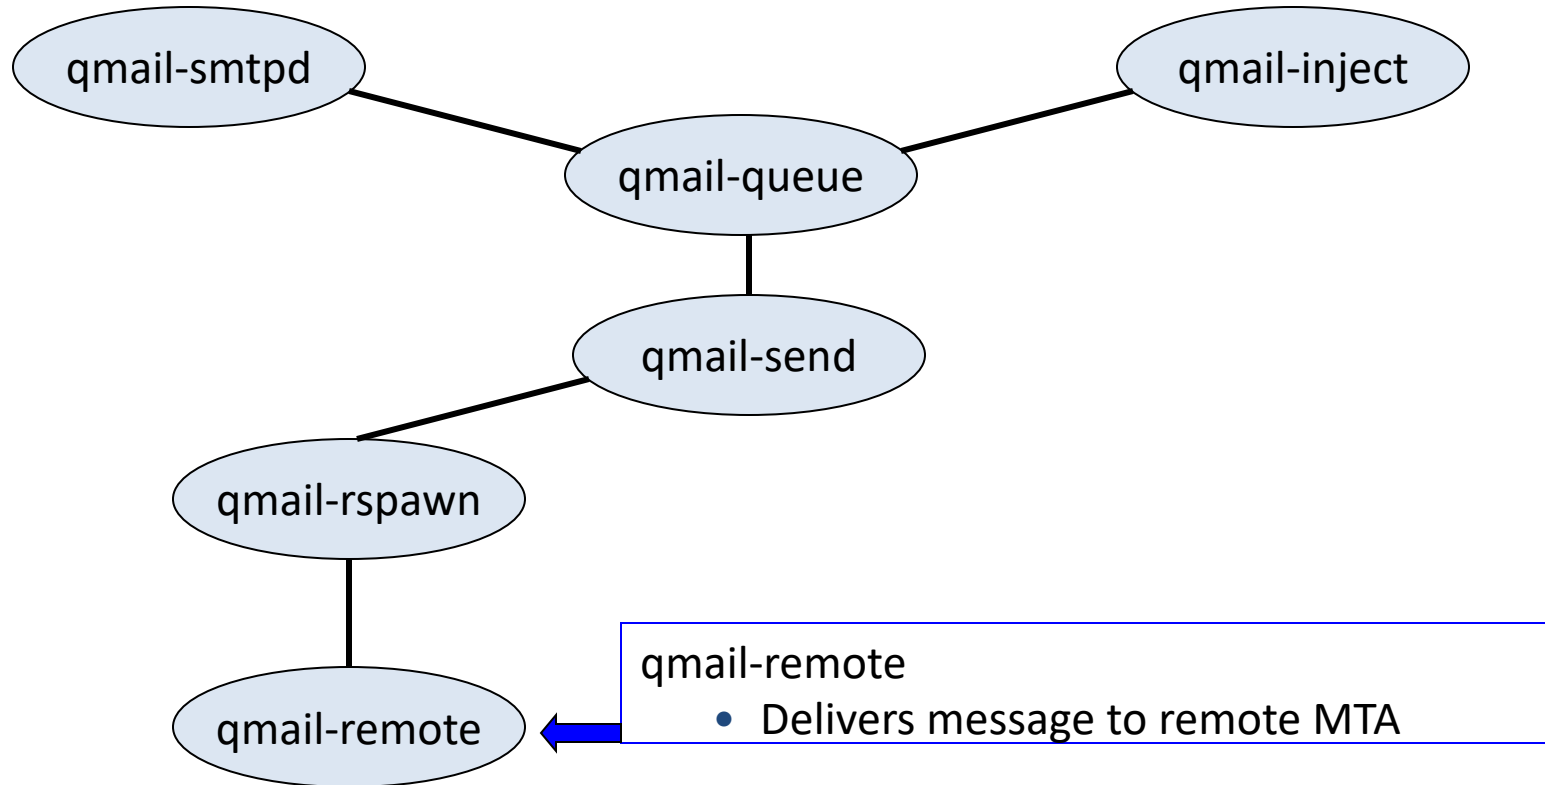 qmail-smtpd
qmail-inject
qmail-queue
qmail-send
qmail-rspawn
qmail-remote
qmail-remote
• Delivers message to remote MTA